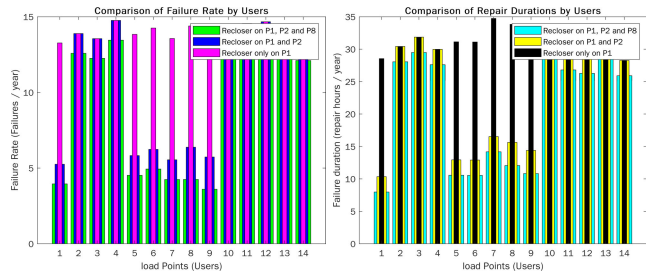 Comparison of Failure Rate by Users
Failure Rate (Failures / year)
15
10
5
0
Recloser on P1, P2 and P8
Recloser on P1 and P2
Recloser only on P1
1 2 3 4 5 6 7 8 9 10 11 12 13 14
load Points (Users)
Comparison of Repair Durations by Users
Failure duration (repair hours / year)
35
30
25
20
15
10
5
0
Recloser on P1, P2 and P8
Recloser on P1 and P2
Recloser only on P1
1 2 3 4 5 6 7 8 9 10 11 12 13 14
load Points (Users)